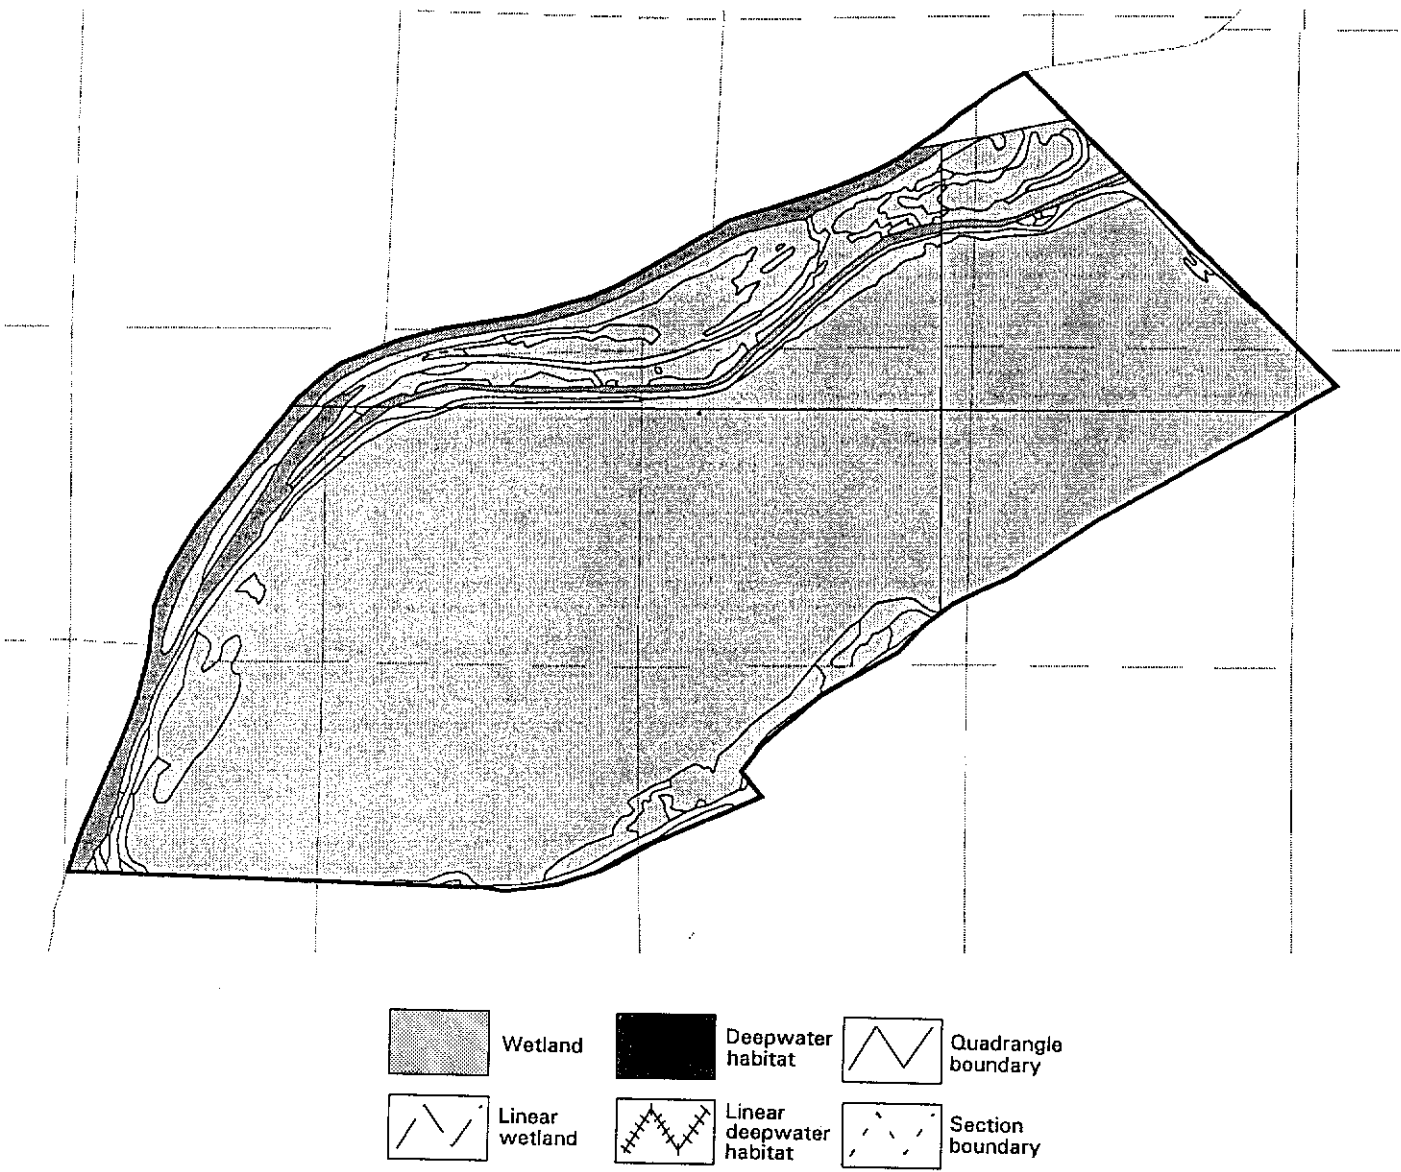 Wetland
Deepwater
habitat
Quadrangle
boundary
Linear
wetland
Linear
deepwater
habitat
Section
boundary